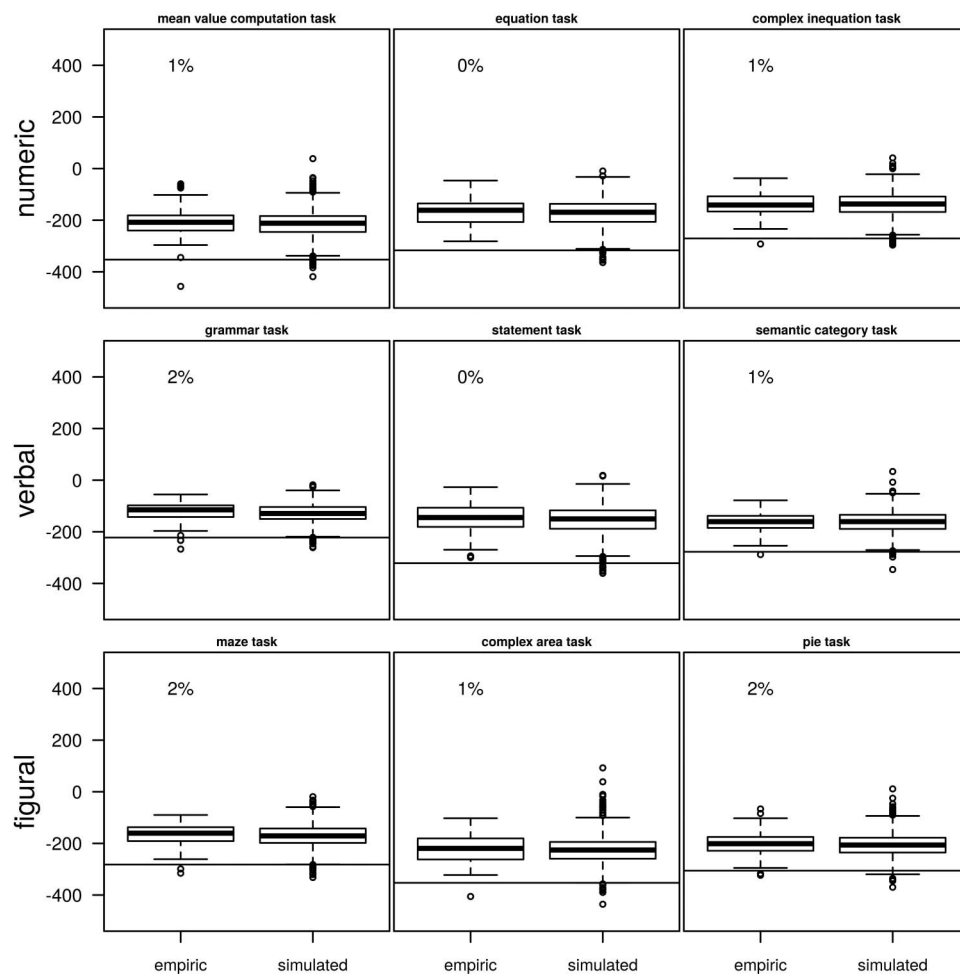 mean value computation task equation task complex inequation task
numeric
400
200
0
-200
-400
1% 0% 1%
grammar task statement task semantic category task
verbal
400
200
0
-200
-400
2% 0% 1%
maze task complex area task pie task
figural
400
200
0
-200
-400
2% 1% 2%
empiric simulated empiric simulated empiric simulated